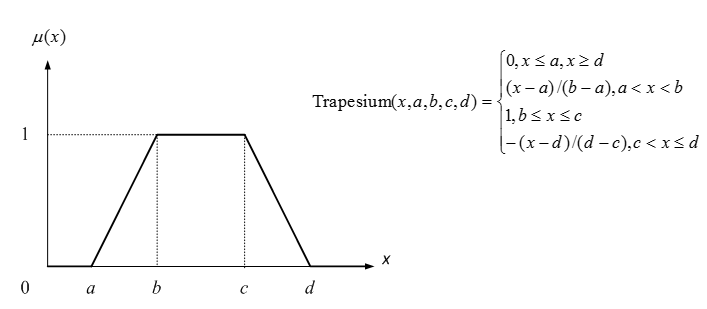 μ(x)
0, x ≤ a, x ≥ d
(x − a)/(b − a), a < x < b
Trapesium(x,a,b,c,d) =
1, b ≤ x ≤ c
−(x − d)/(d − c), c < x ≤ d
1
x
0 a b c d